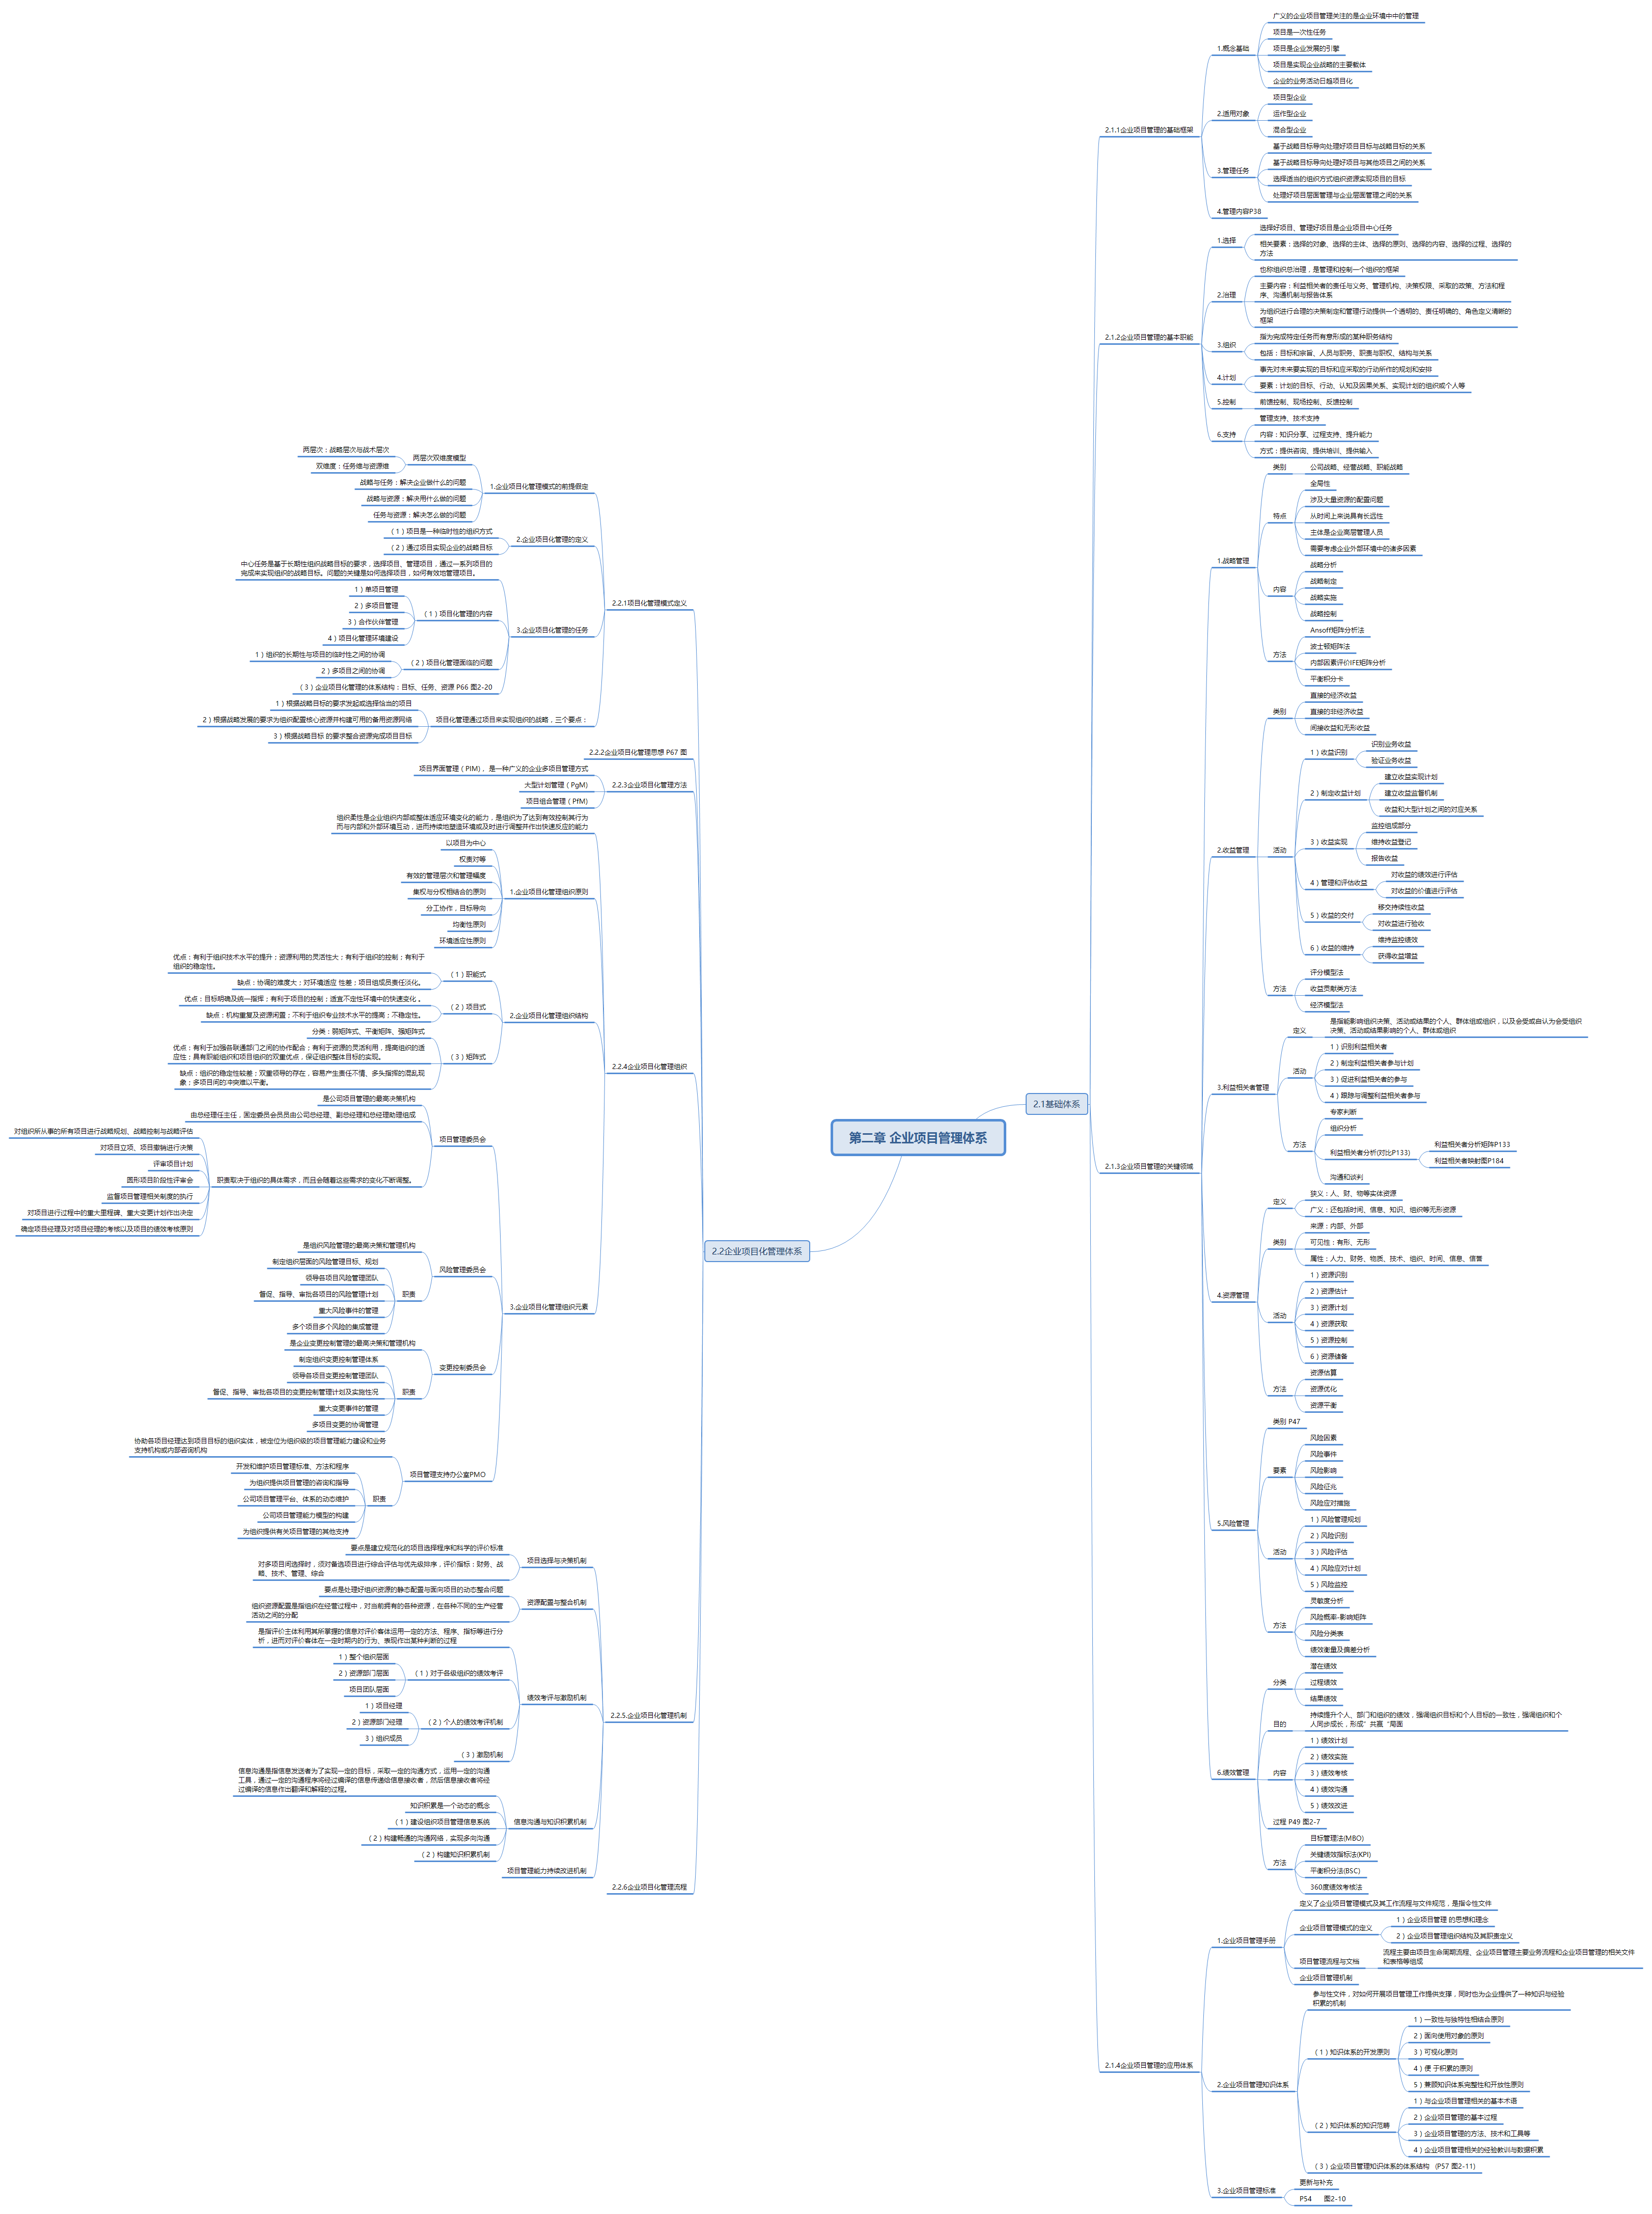 第二章 企业项目管理体系
2.1基础体系
2.1.1企业项目管理的基础框架
1.概念基础
广义的企业项目管理关注的是企业环境中中的管理
项目是一次性任务
项目是企业发展的引擎
项目是实现企业战略的主要载体
企业的业务活动日趋项目化
2.适用对象
项目型企业
运作型企业
混合型企业
3.管理任务
基于战略目标导向处理好项目目标与战略目标的关系
基于战略目标导向处理好项目与其他项目之间的关系
选择适当的组织方式组织资源实现项目的目标
处理好项目层面管理与企业层面管理之间的关系
4.管理内容P38
2.1.2企业项目管理的基本职能
1.选择
选择好项目、管理好项目是企业项目中心任务
相关要素：选择的对象、选择的主体、选择的原则、选择的内容、选择的过程、选择的
方法
2.治理
也称组织总治理，是管理和控制一个组织的框架
主要内容：利益相关者的责任与义务、管理机构、决策权限、采取的政策、方法和程
序、沟通机制与报告体系
为组织进行合理的决策制定和管理行动提供一个透明的、责任明确的、角色定义清晰的
框架
3.组织
指为完成特定任务而有意形成的某种职务结构
包括：目标和宗旨、人员与职务、职责与职权、结构与关系
4.计划
事先对未来要实现的目标和应采取的行动所作的规划和安排
要素：计划的目标、行动、认知及因果关系、实现计划的组织或个人等
5.控制
前馈控制、现场控制、反馈控制
6.支持
管理支持、技术支持
内容：知识分享、过程支持、提升能力
方式：提供咨询、提供培训、提供输入
2.1.3企业项目管理的关键领域
1.战略管理
类别
公司战略、经营战略、职能战略
特点
全局性
涉及大量资源的配置问题
从时间上来说具有长远性
主体是企业高层管理人员
需要考虑企业外部环境中的诸多因素
内容
战略分析
战略制定
战略实施
战略控制
方法
Ansoff矩阵分析法
波士顿矩阵法
内部因素评价IFE矩阵分析
平衡积分卡
2.收益管理
类别
直接的经济收益
直接的非经济收益
间接收益和无形收益
活动
1）收益识别
识别业务收益
验证业务收益
2）制定收益计划
建立收益实现计划
建立收益监督机制
收益和大型计划之间的对应关系
3）收益实现
监控组成部分
维持收益登记
报告收益
4）管理和评估收益
对收益的绩效进行评估
对收益的价值进行评估
5）收益的交付
移交持续性收益
对收益进行验收
6）收益的维持
维持监控绩效
获得收益增益
方法
评分模型法
收益贡献类方法
经济模型法
3.利益相关者管理
定义
是指能影响组织决策、活动或结果的个人、群体组或组织，以及会受或自认为会受组织
决策、活动或结果影响的个人、群体或组织
活动
1）识别利益相关者
2）制定利益相关者参与计划
3）促进利益相关者的参与
4）跟除与调整利益相关者参与
方法
专家判断
组织分析
利益相关者分析(对比P133)
利益相关者分析矩阵P133
利益相关者映射图P184
沟通和谈判
4.资源管理
定义
狭义：人、财、物等实体资源
广义：还包括时间、信息、知识、组织等无形资源
类别
来源：内部、外部
可见性：有形、无形
属性：人力、财务、物质、技术、组织、时间、信息、信誉
活动
1）资源识别
2）资源估计
3）资源计划
4）资源获取
5）资源控制
6）资源储备
方法
资源估算
资源优化
资源平衡
5.风险管理
类别 P47
要素
风险因素
风险事件
风险影响
风险征兆
风险应对措施
活动
1）风险管理规划
2）风险识别
3）风险评估
4）风险应对计划
5）风险监控
方法
灵敏度分析
风险概率-影响矩阵
风险分类表
绩效衡量及偏差分析
6.绩效管理
分类
潜在绩效
过程绩效
结果绩效
目的
持续提升个人、部门和组织的绩效，强调组织目标和个人目标的一致性，强调组织和个
人同步成长，形成”共赢“局面
内容
1）绩效计划
2）绩效实施
3）绩效考核
4）绩效沟通
5）绩效改进
过程 P49 图2-7
方法
目标管理法(MBO)
关键绩效指标法(KPI)
平衡积分法(BSC)
360度绩效考核法
2.1.4企业项目管理的应用体系
1.企业项目管理手册
定义了企业项目管理模式及其工作流程与文件规范，是指令性文件
企业项目管理模式的定义
1）企业项目管理 的思想和理念
2）企业项目管理组织结构及其职责定义
项目管理流程与文档
流程主要由项目生命周期流程、企业项目管理主要业务流程和企业项目管理的相关文件
和表格等组成
企业项目管理机制
2.企业项目管理知识体系
参与性文件，对如何开展项目管理工作提供支撑，同时也为企业提供了一种知识与经验
积累的机制
（1）知识体系的开发原则
1）一致性与独特性相结合原则
2）面向使用对象的原则
3）可视化原则
4）便 于积累的原则
5）兼顾知识体系完整性和开放性原则
（2）知识体系的知识范畴
1）与企业项目管理相关的基本术语
2）企业项目管理的基本过程
3）企业项目管理的方法、技术和工具等
4）企业项目管理相关的经验教训与数据积累
（3）企业项目管理知识体系的体系结构 (P57 图2-11)
3.企业项目管理标准
更新与补充
P54 图2-10
2.2企业项目化管理体系
2.2.1项目化管理模式定义
1.企业项目化管理模式的前提假定
两层次双维度模型
两层次：战略层次与战术层次
双维度：任务维与资源维
战略与任务：解决企业做什么的问题
战略与资源：解决用什么做的问题
任务与资源：解决怎么做的问题
2.企业项目化管理的定义
（1）项目是一种临时性的组织方式
（2）通过项目实现企业的战略目标
3.企业项目化管理的任务
中心任务是基于长期性组织战略目标的要求，选择项目、管理项目，通过一系列项目的
完成来实现组织的战略目标。问题的关键是如何选择项目，如何有效地管理项目。
（1）项目化管理的内容
1）单项目管理
2）多项目管理
3）合作伙伴管理
4）项目化管理环境建设
（2）项目化管理面临的问题
1）组织的长期性与项目的临时性之间的协调
2）多项目之间的协调
（3）企业项目化管理的体系结构：目标、任务、资源 P66 图2-20
项目化管理通过项目来实现组织的战略，三个要点：
1）根据战略目标的要求发起或选择恰当的项目
2）根据战略发展的要求为组织配置核心资源并构建可用的备用资源网络
3）根据战略目标 的要求整合资源完成项目目标
2.2.2企业项目化管理思想 P67 图
2.2.3企业项目化管理方法
项目界面管理（PIM），是一种广义的企业多项目管理方式
大型计划管理（PgM)
项目组合管理（PfM)
2.2.4企业项目化管理组织
组织柔性是企业组织内部或整体适应环境变化的能力，是组织为了达到有效控制其行为
而与内部和外部环境互动，进而持续地塑造环境或及时进行调整并作出快速反应的能力
1.企业项目化管理组织原则
以项目为中心
权责对等
有效的管理层次和管理幅度
集权与分权相结合的原则
分工协作，目标导向
均衡性原则
环境适应性原则
2.企业项目化管理组织结构
（1）职能式
优点：有利于组织技术水平的提升；资源利用的灵活性大；有利于组织的控制；有利于
组织的稳定性。
缺点：协调的难度大；对环境适应 性差；项目组成员责任淡化。
（2）项目式
优点：目标明确及统一指挥；有利于项目的控制；适宜不定性环境中的快速变化 。
缺点：机构重复及资源闲置；不利于组织专业技术水平的提高；不稳定性。
（3）矩阵式
分类：弱矩阵式、平衡矩阵、强矩阵式
优点：有利于加强各联通部门之间的协作配合；有利于资源的灵活利用，提高组织的适
应性；具有职能组织和项目组织的双重优点，保证组织整体目标的实现。
缺点：组织的稳定性较差；双重领导的存在，容易产生责任不情、多头指挥的混乱现
象；多项目间的冲突难以平衡。
3.企业项目化管理组织元素
项目管理委员会
是公司项目管理的最高决策机构
由总经理任主任，固定委员会员员由公司总经理、副总经理和总经理助理组成
职责取决于组织的具体需求，而且会随着这些需求的变化不断调整。
对组织所从事的所有项目进行战略规划、战略控制与战略评估
对项目立项、项目撤销进行决策
评审项目计划
图形项目阶段性评审会
监督项目管理相关制度的执行
对项目进行过程中的重大里程碑、重大变更计划作出决定
确定项目经理及对项目经理的考核以及项目的绩效考核原则
风险管理委员会
是组织风险管理的最高决策和管理机构
职责
制定组织层面的风险管理目标、规划
领导各项目风险管理团队
督促、指导、审批各项目的风险管理计划
重大风险事件的管理
多个项目多个风险的集成管理
变更控制委员会
是企业变更控制管理的最高决策和管理机构
职责
制定组织变更控制管理体系
领导各项目变更控制管理团队
督促、指导、审批各项目的变更控制管理计划及实施性况
重大变更事件的管理
多项目变更的协调管理
项目管理支持办公室PMO
协助各项目经理达到项目目标的组织实体，被定位为组织级的项目管理能力建设和业务
支持机构或内部咨询机构
职责
开发和维护项目管理标准、方法和程序
为组织提供项目管理的咨询和指导
公司项目管理平台、体系的动态维护
公司项目管理能力模型的构建
为组织提供有关项目管理的其他支持
2.2.5.企业项目化管理机制
项目选择与决策机制
要点是建立规范化的项目选择程序和科学的评价标准
对多项目间选择时，须对备选项目进行综合评估与优先级排序，评价指标：财务、战
略、技术、管理、综合
资源配置与整合机制
要点是处理好组织资源的静态配置与面向项目的动态整合问题
组织资源配置是指组织在经营过程中，对当前拥有的各种资源，在各种不同的生产经营
活动之间的分配
绩效考评与激励机制
是指评价主体利用其所掌握的信息对评价客体运用一定的方法、程序、指标等进行分
析，进而对评价客体在一定时期内的行为、表现作出某种判断的过程
（1）对于各级组织的绩效考评
1）整个组织层面
2）资源部门层面
项目团队层面
（2）个人的绩效考评机制
1）项目经理
2）资源部门经理
3）组织成员
（3）激励机制
信息沟通与知识积累机制
信息沟通是指信息发送者为了实现一定的目标，采取一定的沟通方式，运用一定的沟通
工具，通过一定的沟通程序将经过编译的信息传递给信息接收者，然后信息接收者将经
过编译的信息作出翻译和解释的过程。
知识积累是一个动态的概念
（1）建设组织项目管理信息系统
（2）构建畅通的沟通网络，实现多向沟通
（2）构建知识积累机制
项目管理能力持续改进机制
2.2.6企业项目化管理流程